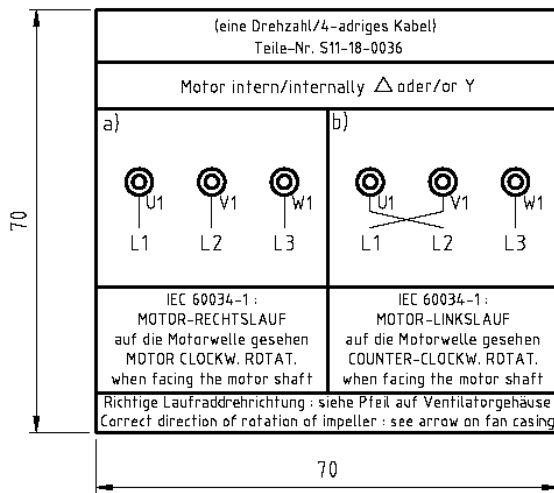 (eine Drehzahl/4-adriges Kabel)
Teile-Nr. S11-18-0036
Motor intern/internally △ oder/or Y
a)
U1 V1 W1
L1 L2 L3
IEC 60034-1 :
MOTOR-RECHTSLAUF
auf die Motorwelle gesehen
MOTOR CLOCKW. ROTAT.
when facing the motor shaft
b)
U1 V1 W1
L1 L2 L3
IEC 60034-1 :
MOTOR-LINKSLAUF
auf die Motorwelle gesehen
COUNTER-CLOCKW. ROTAT.
when facing the motor shaft
Richtige Laufraddrehrichtung : siehe Pfeil auf Ventilatorgehäuse
Correct direction of rotation of impeller : see arrow on fan casing
70
70